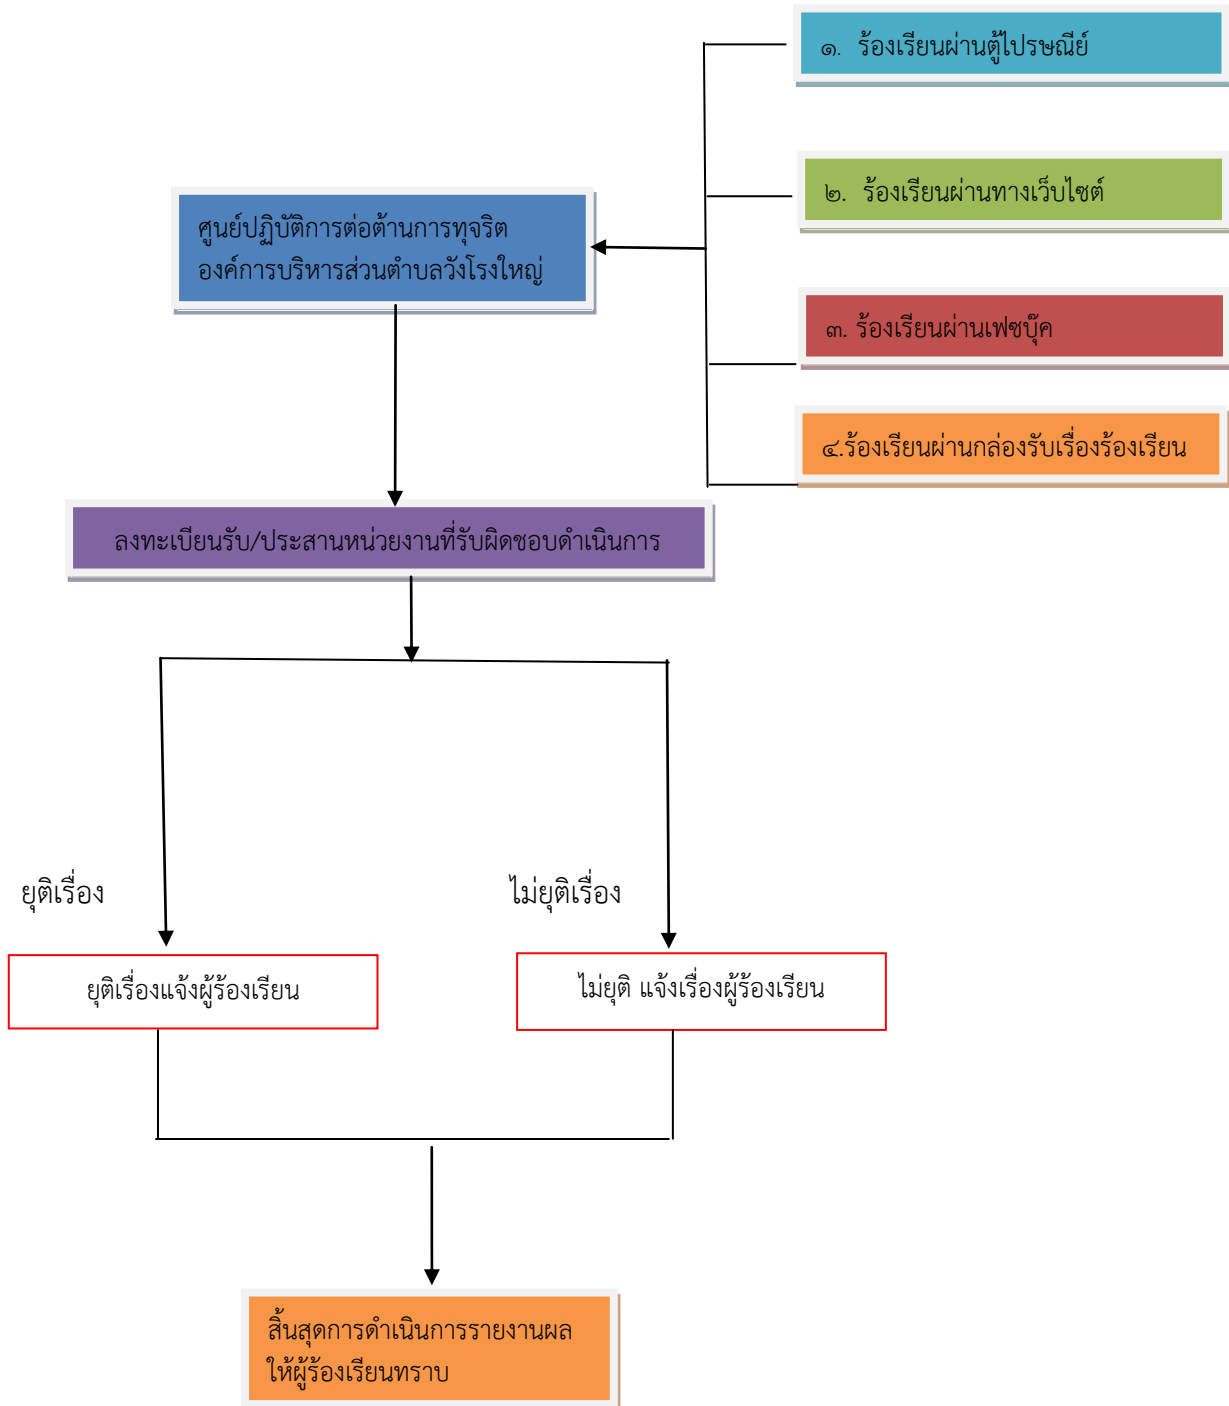 ๑. ร้องเรียนผ่านตู้ไปรษณีย์
๒. ร้องเรียนผ่านทางเว็บไซต์
ศูนย์ปฏิบัติการต่อต้านการทุจริต
องค์การบริหารส่วนตำบลวังโรงใหญ่
๓. ร้องเรียนผ่านเฟซบุ๊ค
๔.ร้องเรียนผ่านกล่องรับเรื่องร้องเรียน
ลงทะเบียนรับ/ประสานหน่วยงานที่รับผิดชอบดำเนินการ
ยุติเรื่อง
ไม่ยุติเรื่อง
ยุติเรื่องแจ้งผู้ร้องเรียน
ไม่ยุติ แจ้งเรื่องผู้ร้องเรียน
สิ้นสุดการดำเนินการรายงานผล
ให้ผู้ร้องเรียนทราบ